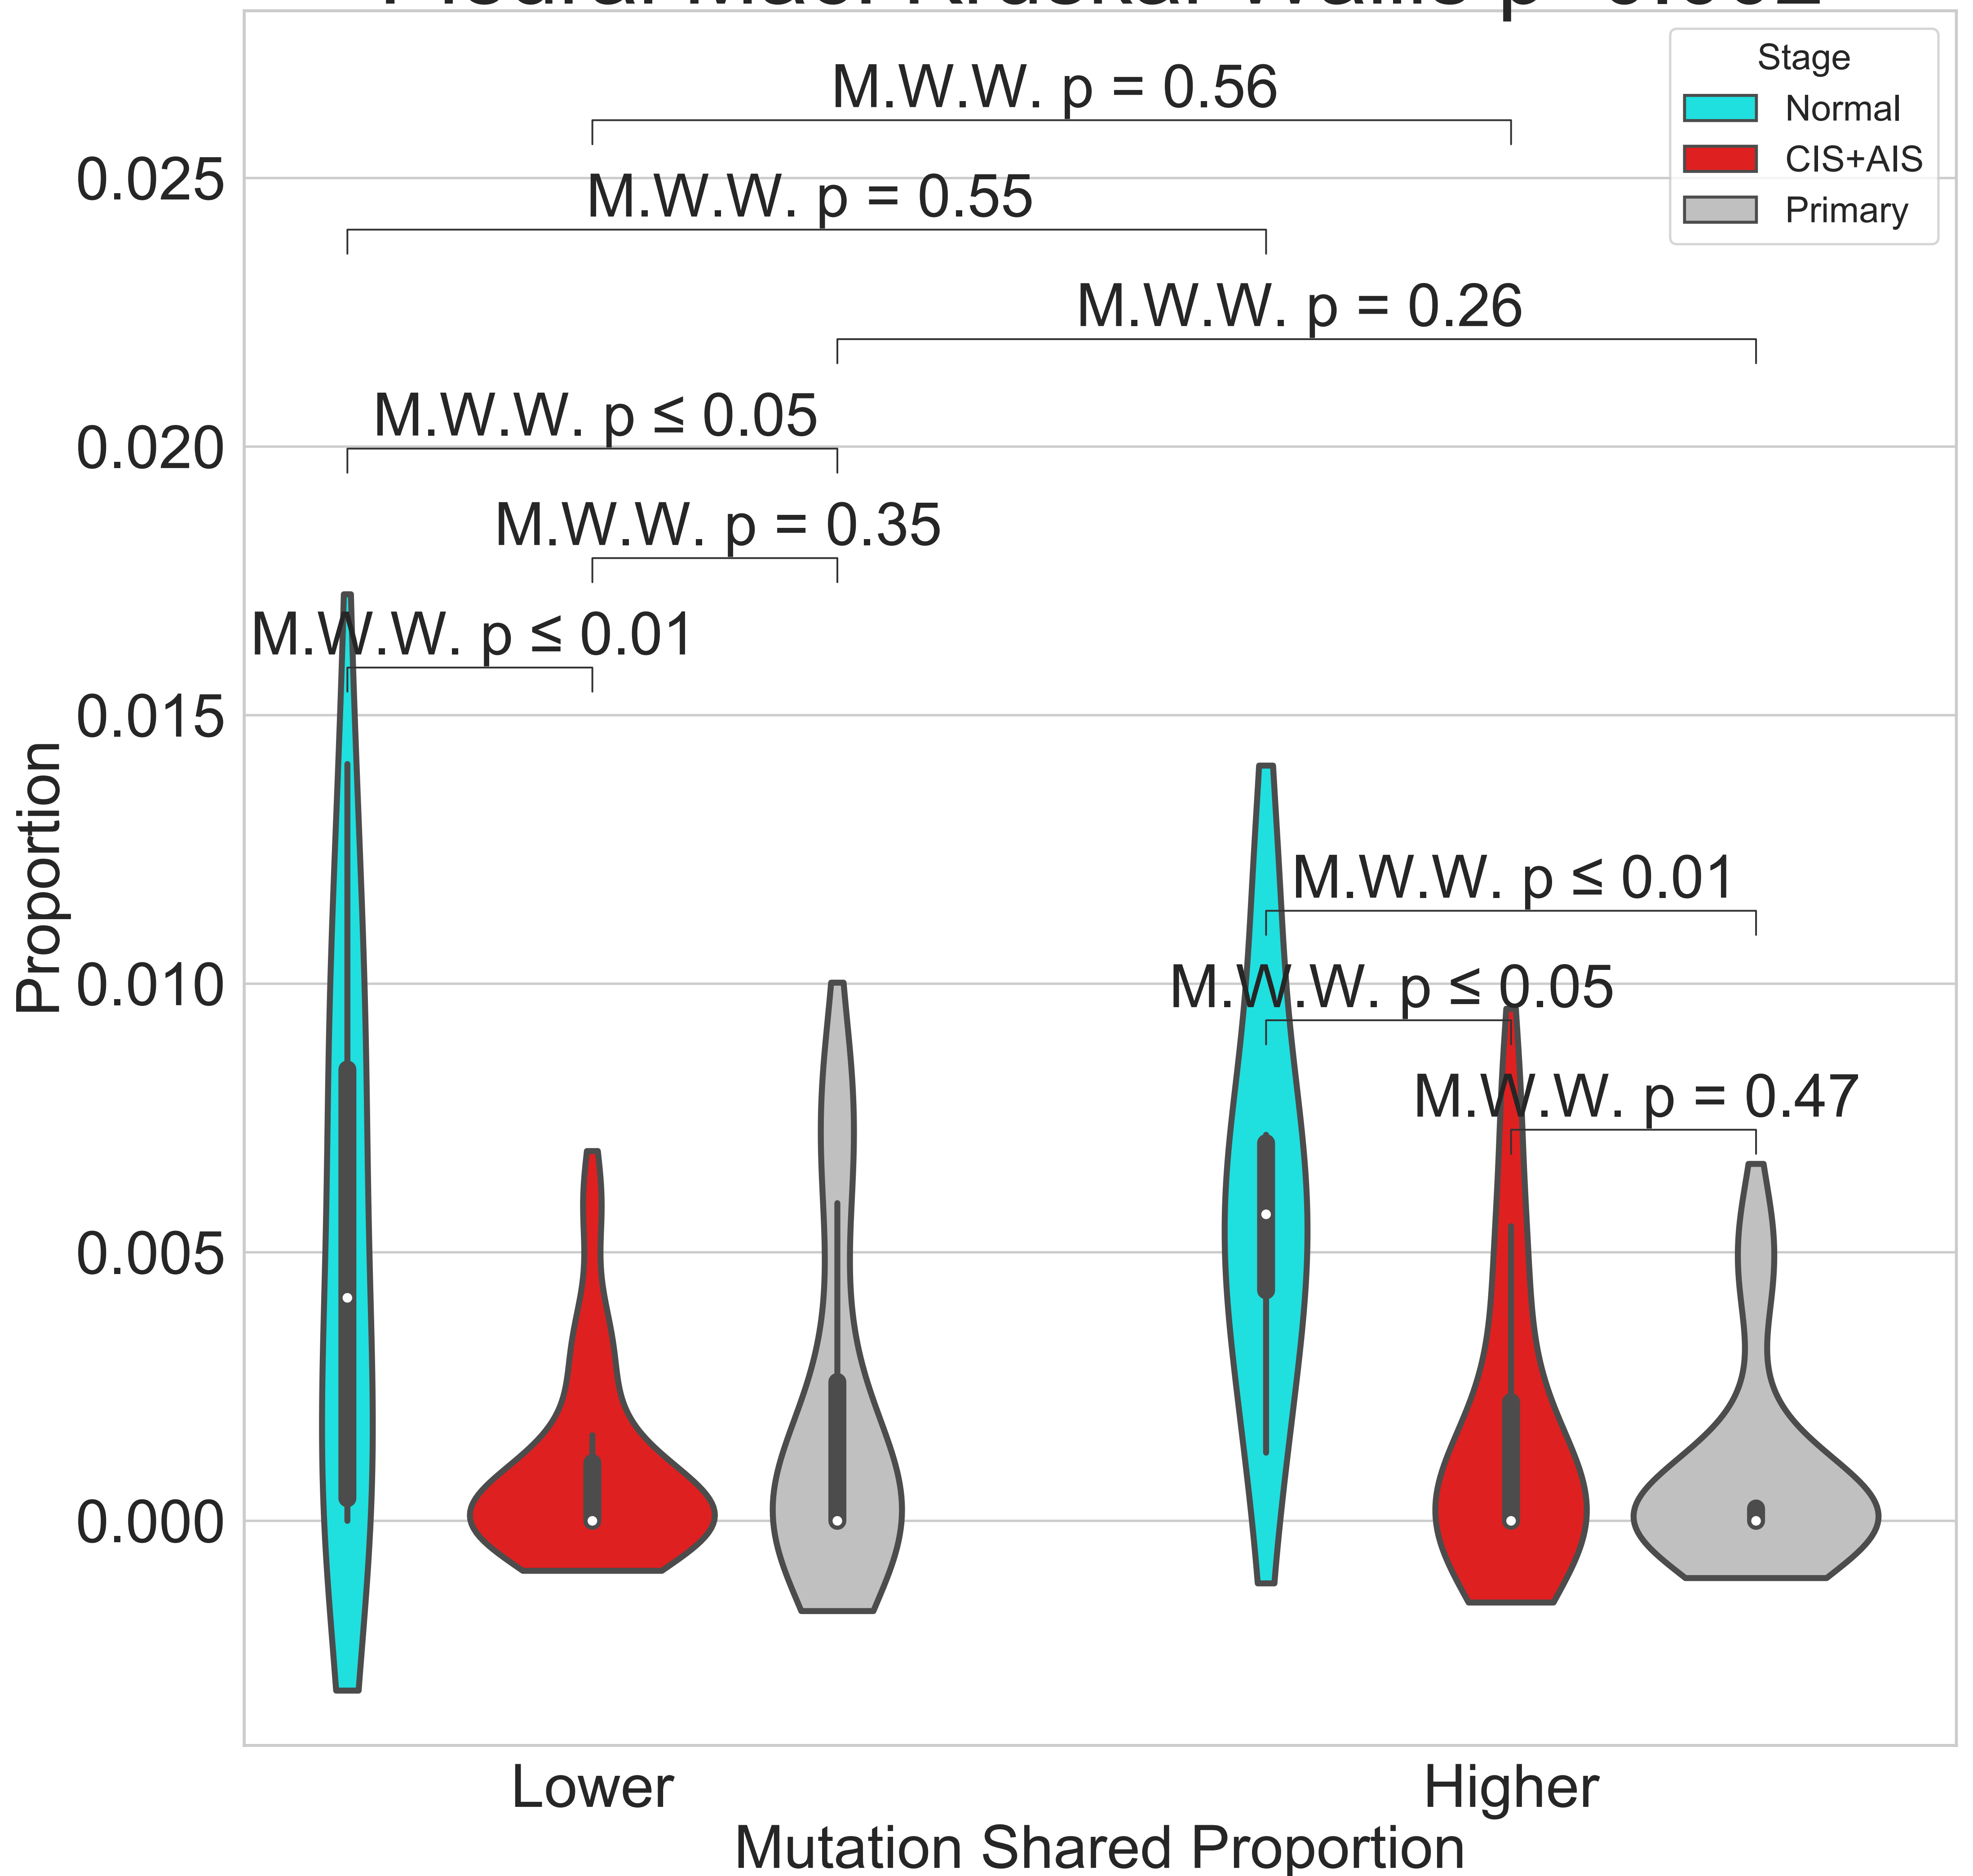 Stage
Normal
CIS+AIS
Primary
M.W.W. p = 0.56
M.W.W. p = 0.55
M.W.W. p = 0.26
M.W.W. p ≤ 0.05
M.W.W. p = 0.35
M.W.W. p ≤ 0.01
M.W.W. p ≤ 0.01
M.W.W. p ≤ 0.05
M.W.W. p = 0.47
0.025
0.020
0.015
0.010
0.005
0.000
Proportion
Lower
Higher
Mutation Shared Proportion